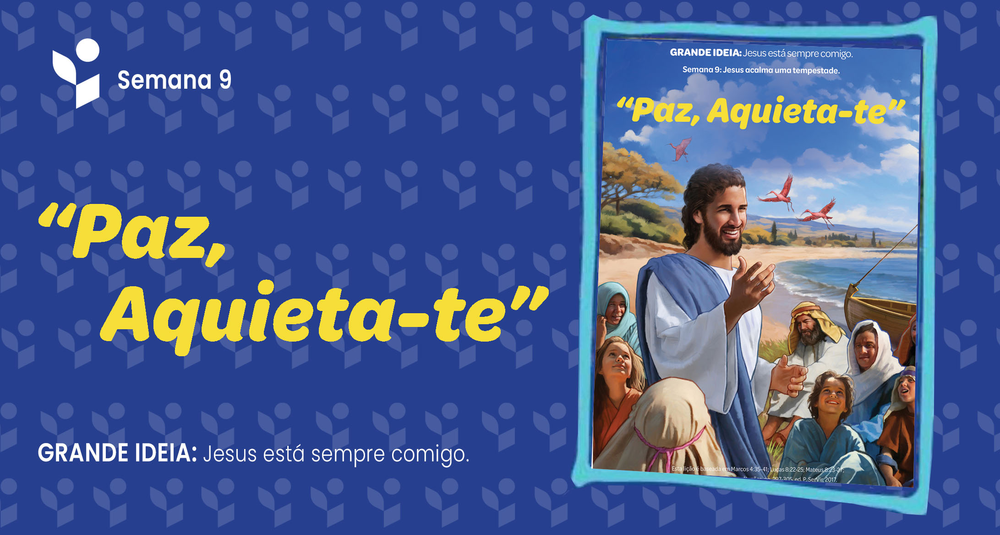 Semana 9
“Paz,
Aquieta-te”
GRANDE IDEIA: Jesus está sempre comigo.
GRANDE IDEIA: Jesus está sempre comigo.
Semana 9: Jesus acalma uma tempestade.
“Paz, Aquieta-te”
Esta lição é baseada em Marcos 4:35-41; Lucas 8:22-25; Mateus 8:23-27;
297-305, ed. P. SerVir, 2017.